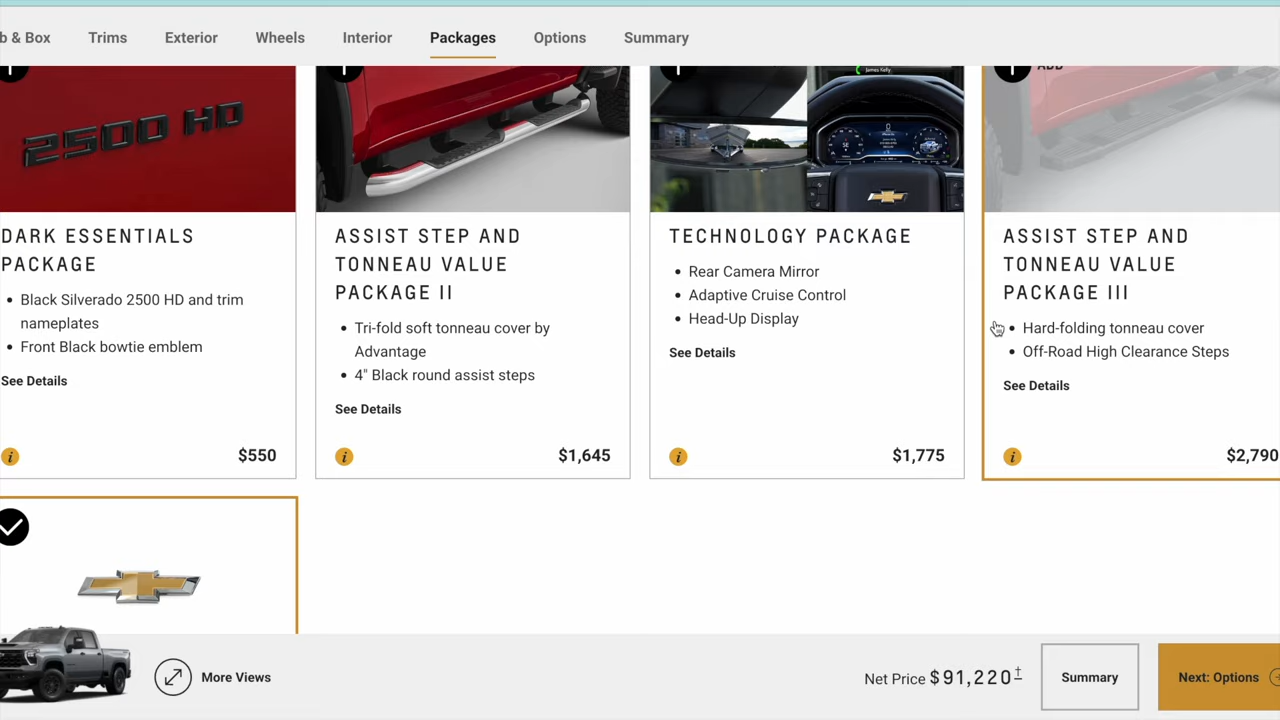 b & Box Trims Exterior Wheels Interior Packages Options Summary
ADD
James Kelly
2500 HD
DARK ESSENTIALS
PACKAGE
• Black Silverado 2500 HD and trim
nameplates
• Front Black bowtie emblem
See Details
i $550
ASSIST STEP AND
TONNEAU VALUE
PACKAGE II
• Tri-fold soft tonneau cover by
Advantage
• 4" Black round assist steps
See Details
i $1,645
TECHNOLOGY PACKAGE
• Rear Camera Mirror
• Adaptive Cruise Control
• Head-Up Display
See Details
i $1,775
ASSIST STEP AND
TONNEAU VALUE
PACKAGE III
• Hard-folding tonneau cover
• Off-Road High Clearance Steps
See Details
i $2,790
More Views
Net Price $91,220†
Summary
Next: Options